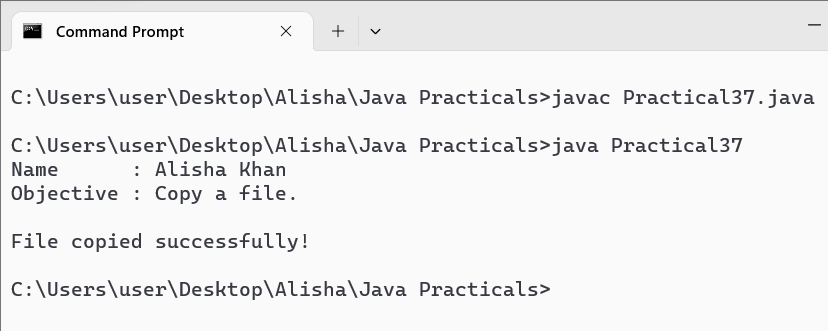 Command Prompt
C:\Users\user\Desktop\Alisha\Java Practicals>javac Practical37.java
C:\Users\user\Desktop\Alisha\Java Practicals>java Practical37
Name      : Alisha Khan
Objective : Copy a file.
File copied successfully!
C:\Users\user\Desktop\Alisha\Java Practicals>